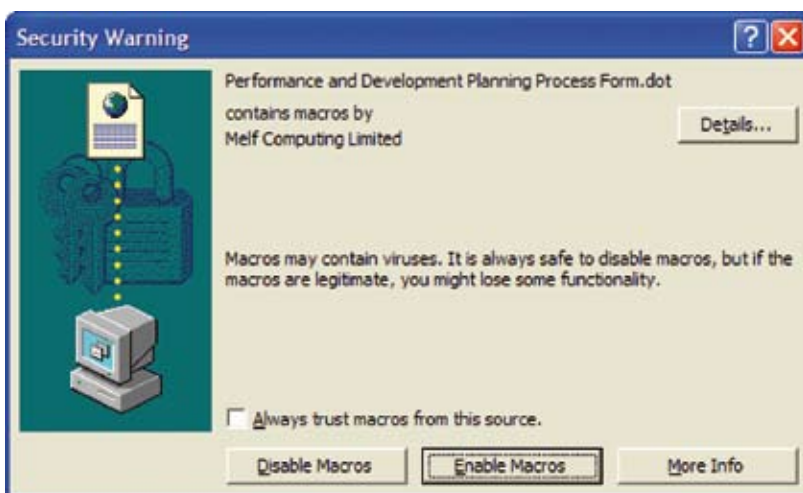 Security Warning
Performance and Development Planning Process Form.dot
contains macros by
Melf Computing Limited
Details...
Macros may contain viruses. It is always safe to disable macros, but if the
macros are legitimate, you might lose some functionality.
Always trust macros from this source.
Disable Macros
Enable Macros
More Info